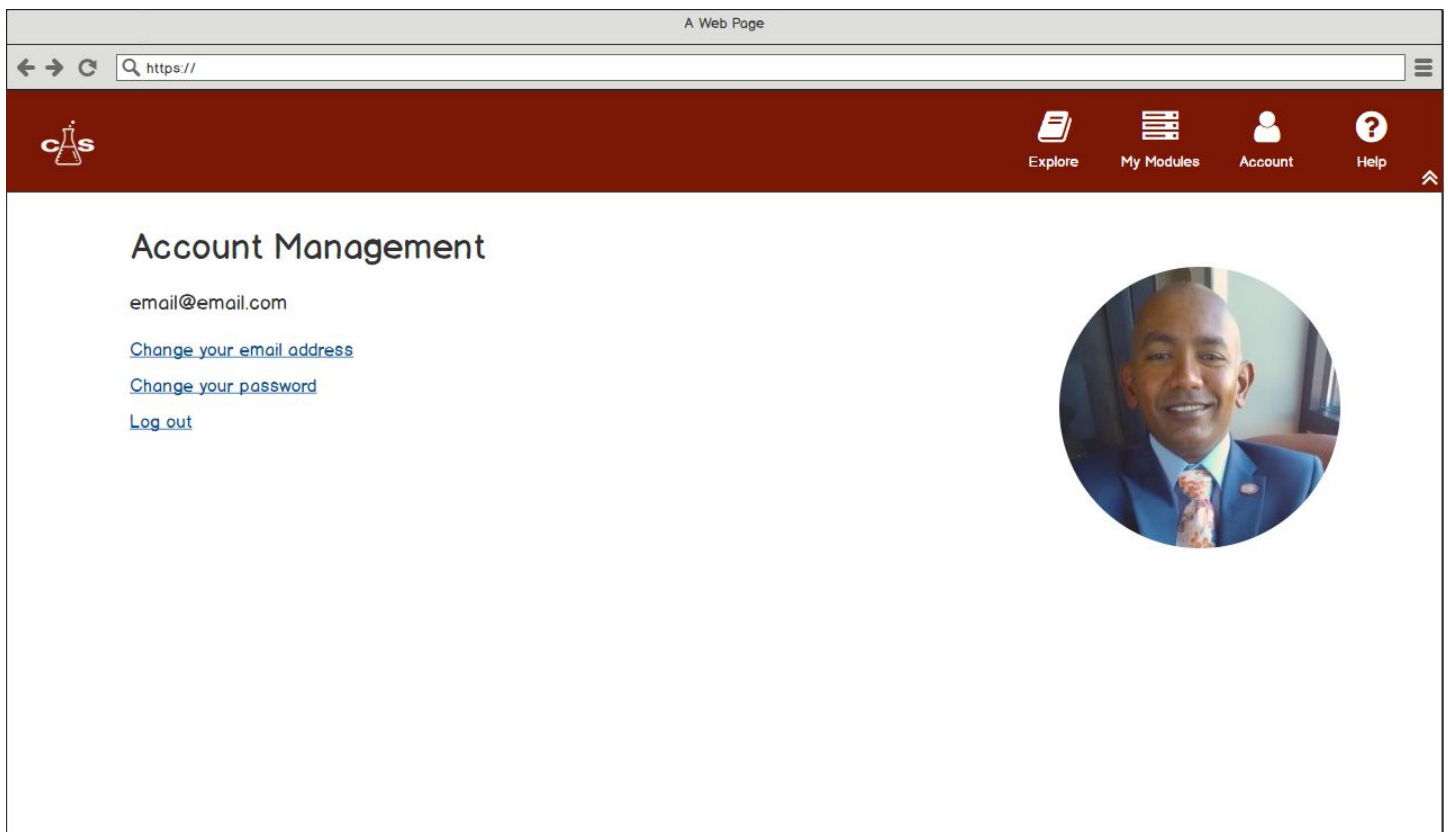 A Web Page
https://
CAS
Explore My Modules Account Help
Account Management
email@email.com
Change your email address
Change your password
Log out